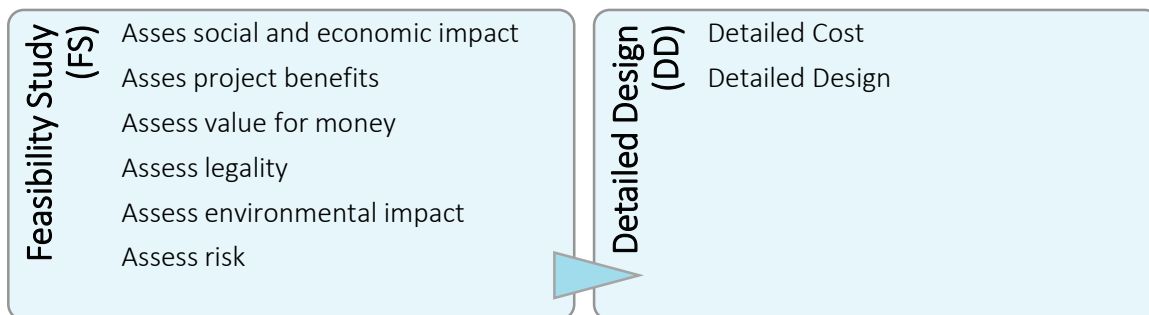 Feasibility Study
(FS)
Asses social and economic impact
Asses project benefits
Assess value for money
Assess legality
Assess environmental impact
Assess risk
Detailed Design
(DD)
Detailed Cost
Detailed Design